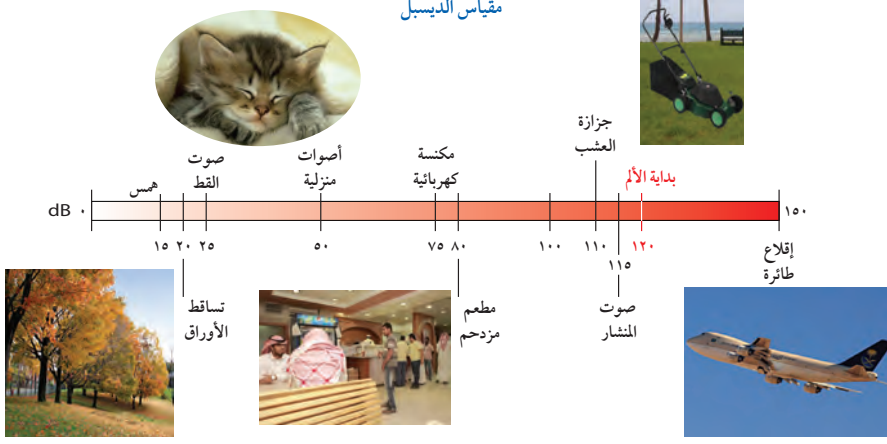 مقياس الديسبل
جزازة
العشب
مكنسة
كهربائية
أصوات
منزلية
صوت
القط
همس
بداية الألم
dB ٠
١٥٠
١٥ ٢٠ ٢٥ ٥٠ ٧٥ ٨٠ ١٠٠ ١١٠ ١٢٠
١١٥
إقلاع
طائرة
تساقط
الأوراق
مطعم
مزدحم
صوت
المنشار